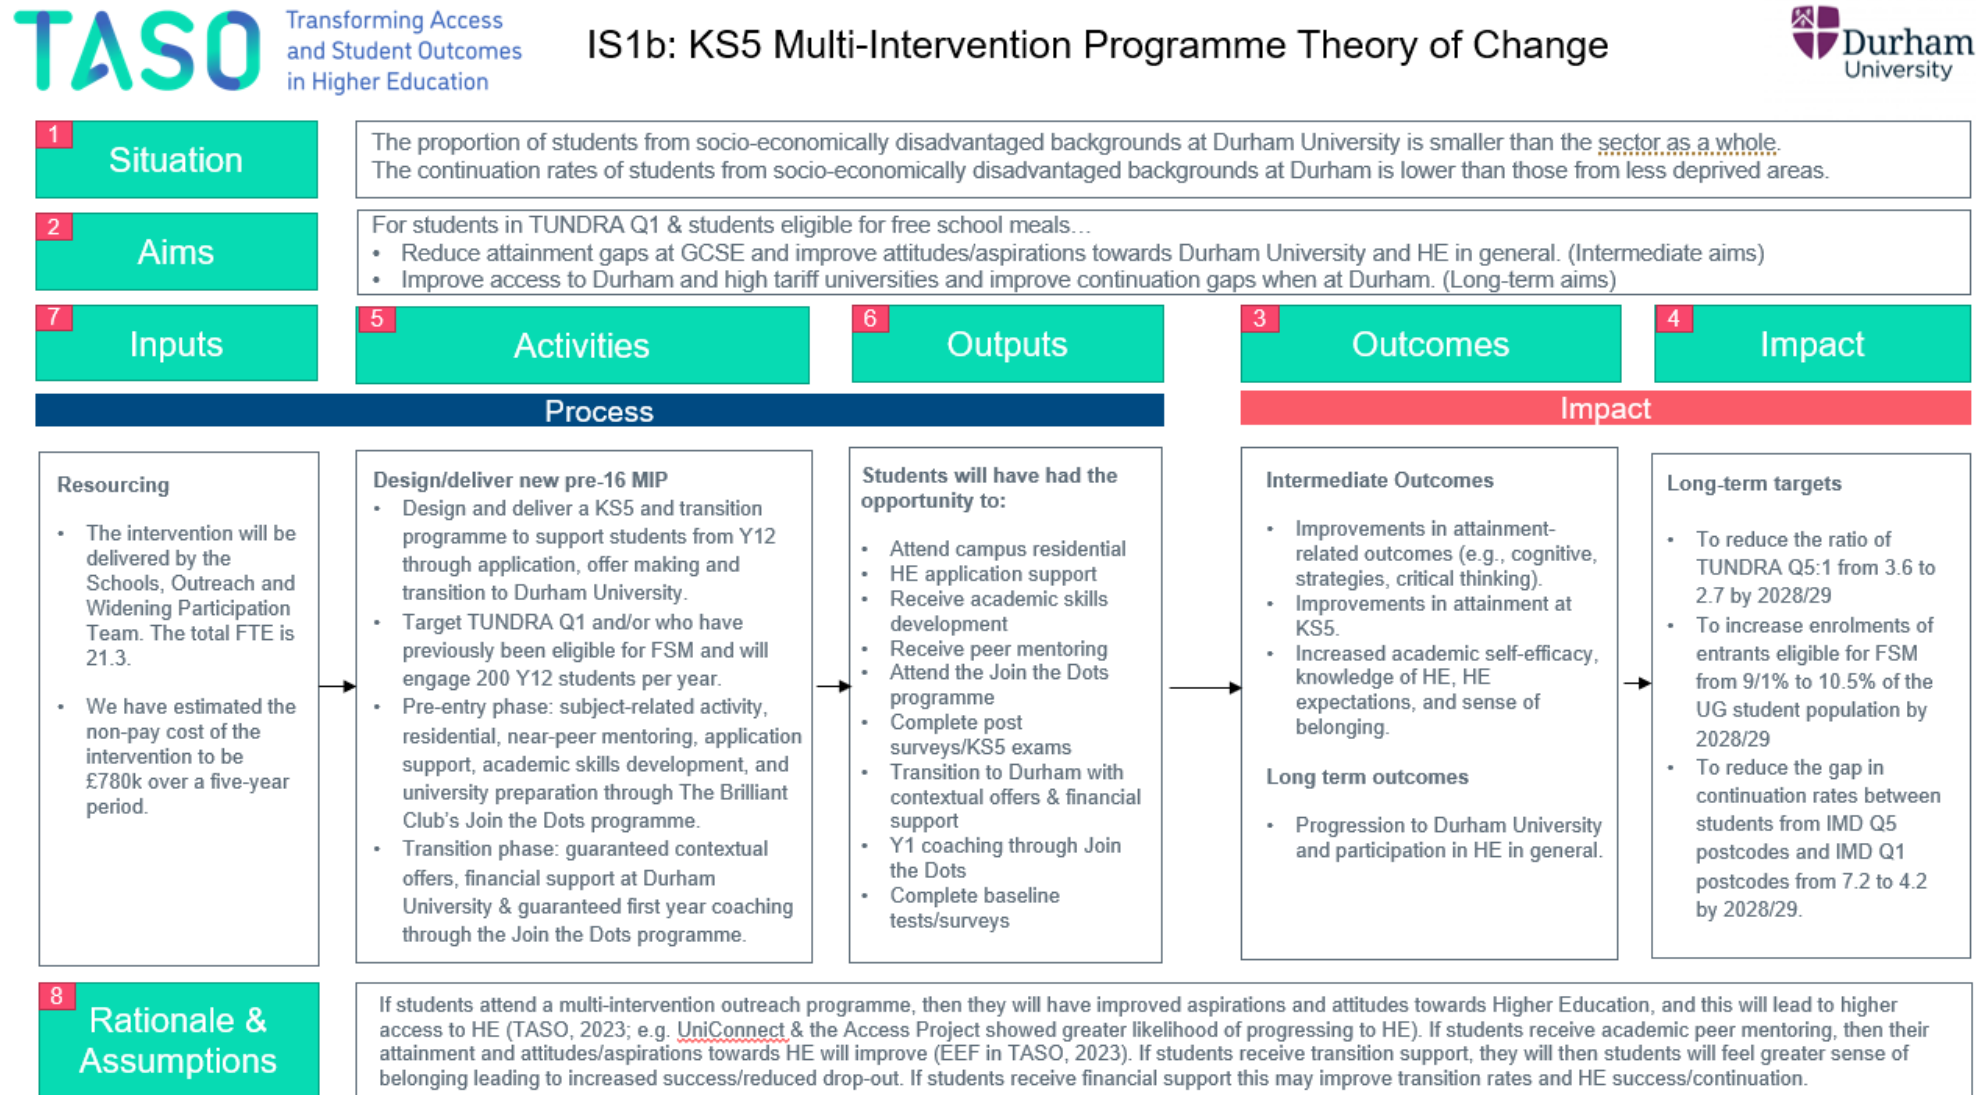 TASO
Transforming Access
and Student Outcomes
in Higher Education
IS1b: KS5 Multi-Intervention Programme Theory of Change
Durham
University
1
Situation
The proportion of students from socio-economically disadvantaged backgrounds at Durham University is smaller than the sector as a whole.
The continuation rates of students from socio-economically disadvantaged backgrounds at Durham is lower than those from less deprived areas.
2
Aims
For students in TUNDRA Q1 & students eligible for free school meals…
• Reduce attainment gaps at GCSE and improve attitudes/aspirations towards Durham University and HE in general. (Intermediate aims)
• Improve access to Durham and high tariff universities and improve continuation gaps when at Durham. (Long-term aims)
7
Inputs
5
Activities
6
Outputs
3
Outcomes
4
Impact
Process
Impact
Resourcing
• The intervention will be
delivered by the
Schools, Outreach and
Widening Participation
Team. The total FTE is
21.3.
• We have estimated the
non-pay cost of the
intervention to be
£780k over a five-year
period.
Design/deliver new pre-16 MIP
• Design and deliver a KS5 and transition
programme to support students from Y12
through application, offer making and
transition to Durham University.
• Target TUNDRA Q1 and/or who have
previously been eligible for FSM and will
engage 200 Y12 students per year.
• Pre-entry phase: subject-related activity,
residential, near-peer mentoring, application
support, academic skills development, and
university preparation through The Brilliant
Club's Join the Dots programme.
• Transition phase: guaranteed contextual
offers, financial support at Durham
University & guaranteed first year coaching
through the Join the Dots programme.
Students will have had the
opportunity to:
• Attend campus residential
• HE application support
• Receive academic skills
development
• Receive peer mentoring
• Attend the Join the Dots
programme
• Complete post
surveys/KS5 exams
• Transition to Durham with
contextual offers & financial
support
• Y1 coaching through Join
the Dots
• Complete baseline
tests/surveys
Intermediate Outcomes
• Improvements in attainment-
related outcomes (e.g., cognitive,
strategies, critical thinking).
• Improvements in attainment at
KS5.
• Increased academic self-efficacy,
knowledge of HE, HE
expectations, and sense of
belonging.
Long term outcomes
• Progression to Durham University
and participation in HE in general.
Long-term targets
• To reduce the ratio of
TUNDRA Q5:1 from 3.6 to
2.7 by 2028/29
• To increase enrolments of
entrants eligible for FSM
from 9/1% to 10.5% of the
UG student population by
2028/29
• To reduce the gap in
continuation rates between
students from IMD Q5
postcodes and IMD Q1
postcodes from 7.2 to 4.2
by 2028/29.
8
Rationale &
Assumptions
If students attend a multi-intervention outreach programme, then they will have improved aspirations and attitudes towards Higher Education, and this will lead to higher
access to HE (TASO, 2023; e.g. UniConnect & the Access Project showed greater likelihood of progressing to HE). If students receive academic peer mentoring, then their
attainment and attitudes/aspirations towards HE will improve (EEF in TASO, 2023). If students receive transition support, they will then students will feel greater sense of
belonging leading to increased success/reduced drop-out. If students receive financial support this may improve transition rates and HE success/continuation.